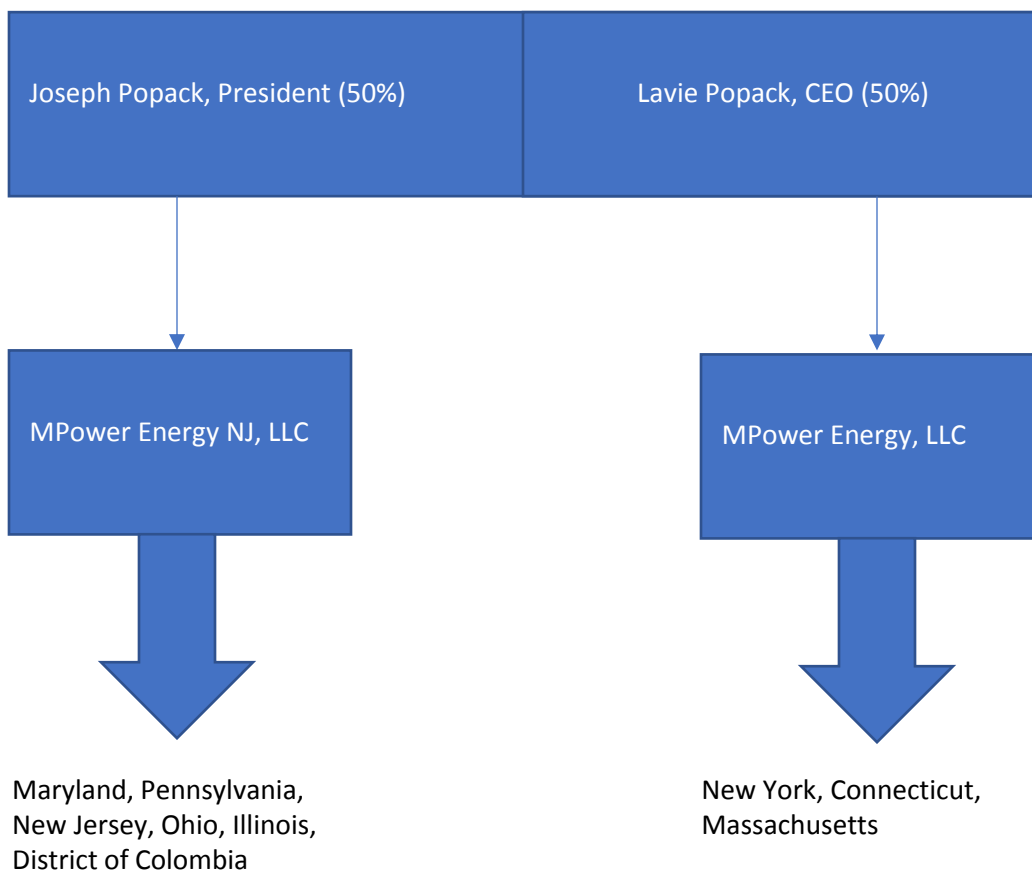 Joseph Popack, President (50%)
Lavie Popack, CEO (50%)
MPower Energy NJ, LLC
MPower Energy, LLC
Maryland, Pennsylvania,
New Jersey, Ohio, Illinois,
District of Colombia
New York, Connecticut,
Massachusetts